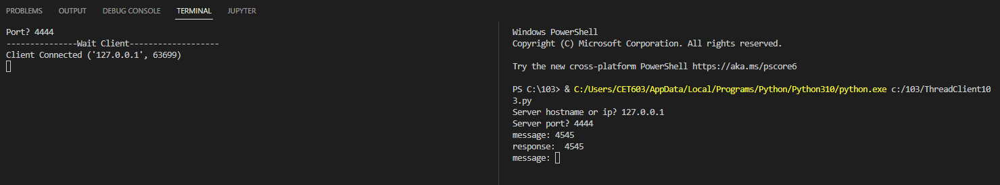 PROBLEMS OUTPUT DEBUG CONSOLE TERMINAL JUPYTER
Port? 4444
---------------Wait Client-------------------
Client Connected ('127.0.0.1', 63699)
Windows PowerShell
Copyright (C) Microsoft Corporation. All rights reserved.
Try the new cross-platform PowerShell https://aka.ms/pscore6
PS C:\103> & C:/Users/CET603/AppData/Local/Programs/Python/Python310/python.exe c:/103/ThreadClient10
3.py
Server hostname or ip? 127.0.0.1
Server port? 4444
message: 4545
response:  4545
message: